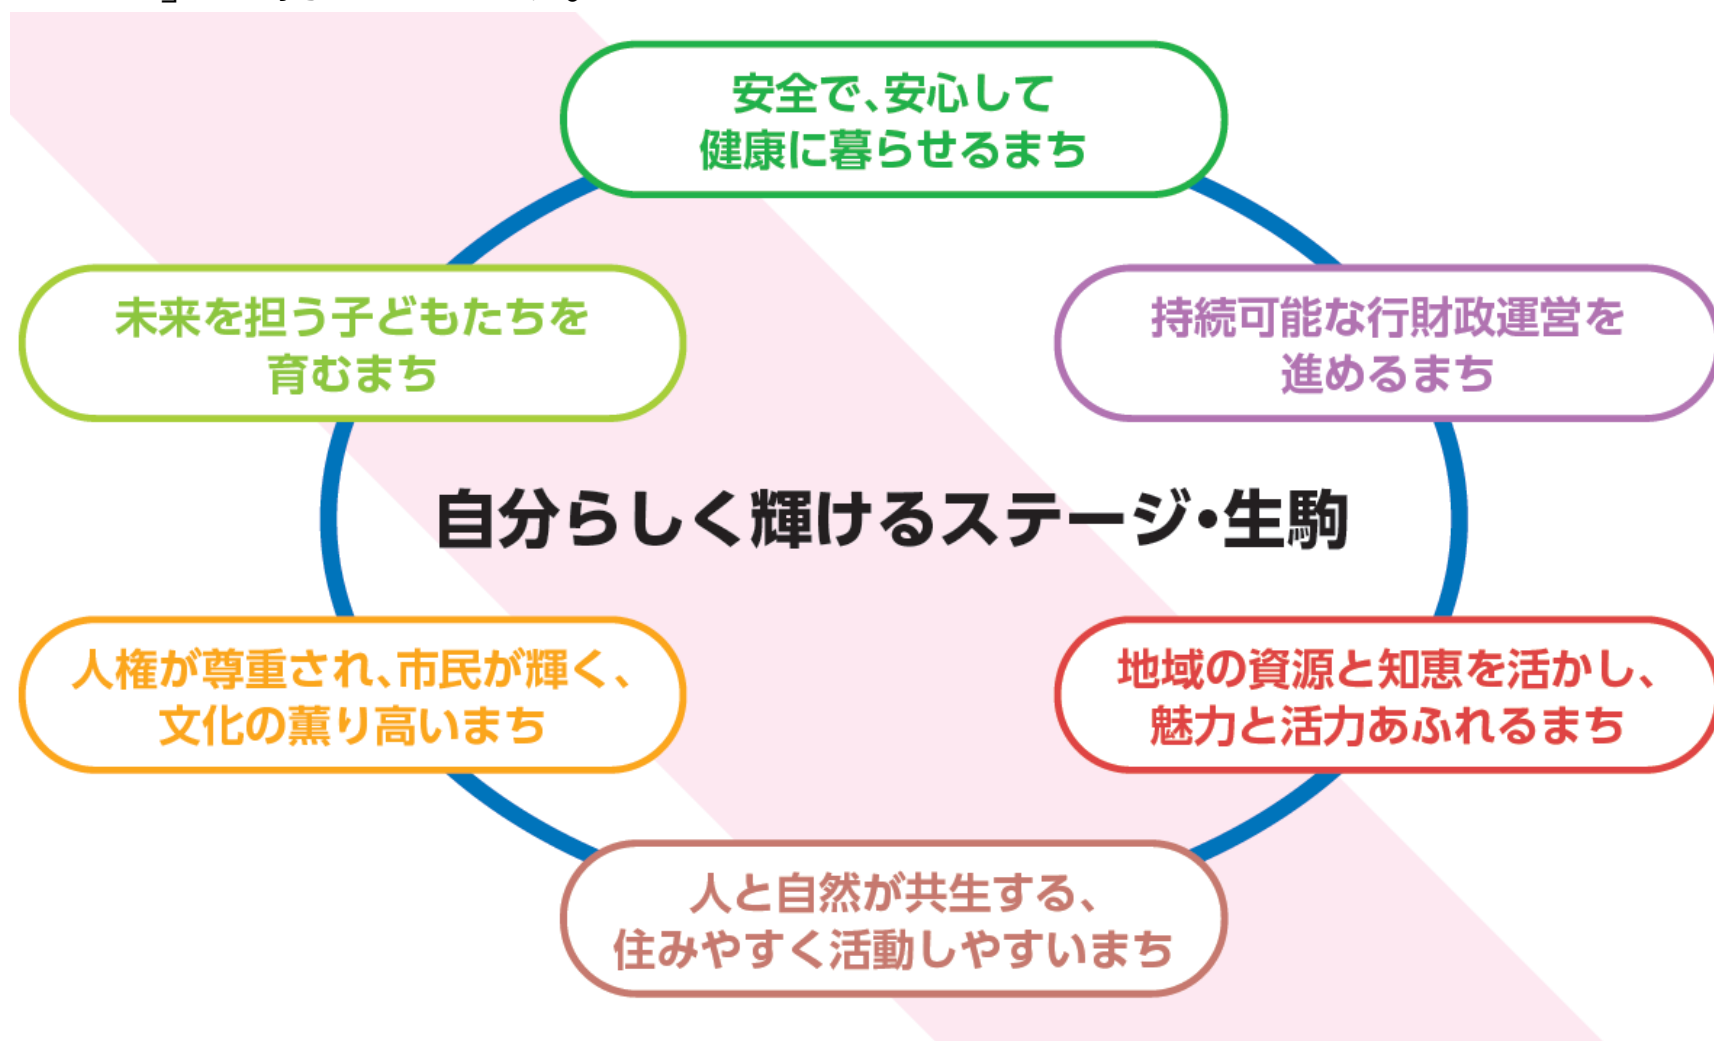 安全で、安心して
健康に暮らせるまち
未来を担う子どもたちを
育むまち
持続可能な行財政運営を
進めるまち
自分らしく輝けるステージ・生駒
人権が尊重され、市民が輝く、
文化の薫り高いまち
地域の資源と知恵を活かし、
魅力と活力あふれるまち
人と自然が共生する、
住みやすく活動しやすいまち